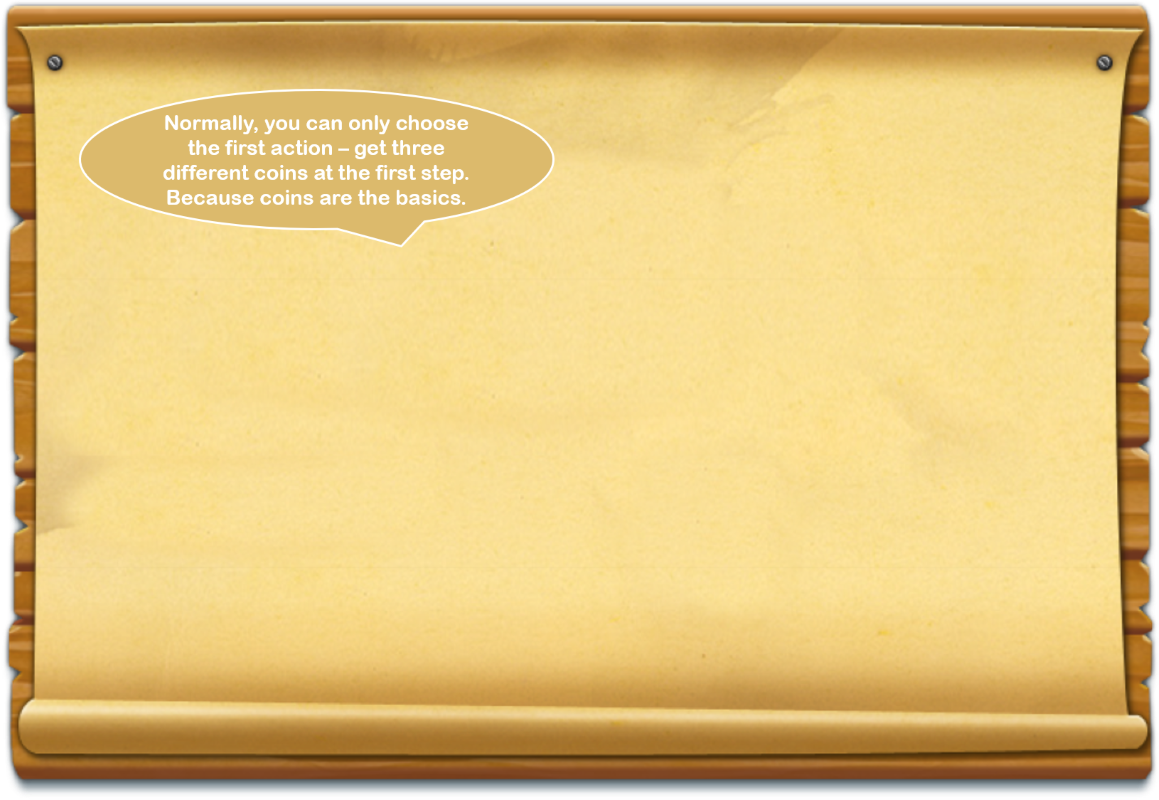 Normally, you can only choose
the first action – get three
different coins at the first step.
Because coins are the basics.